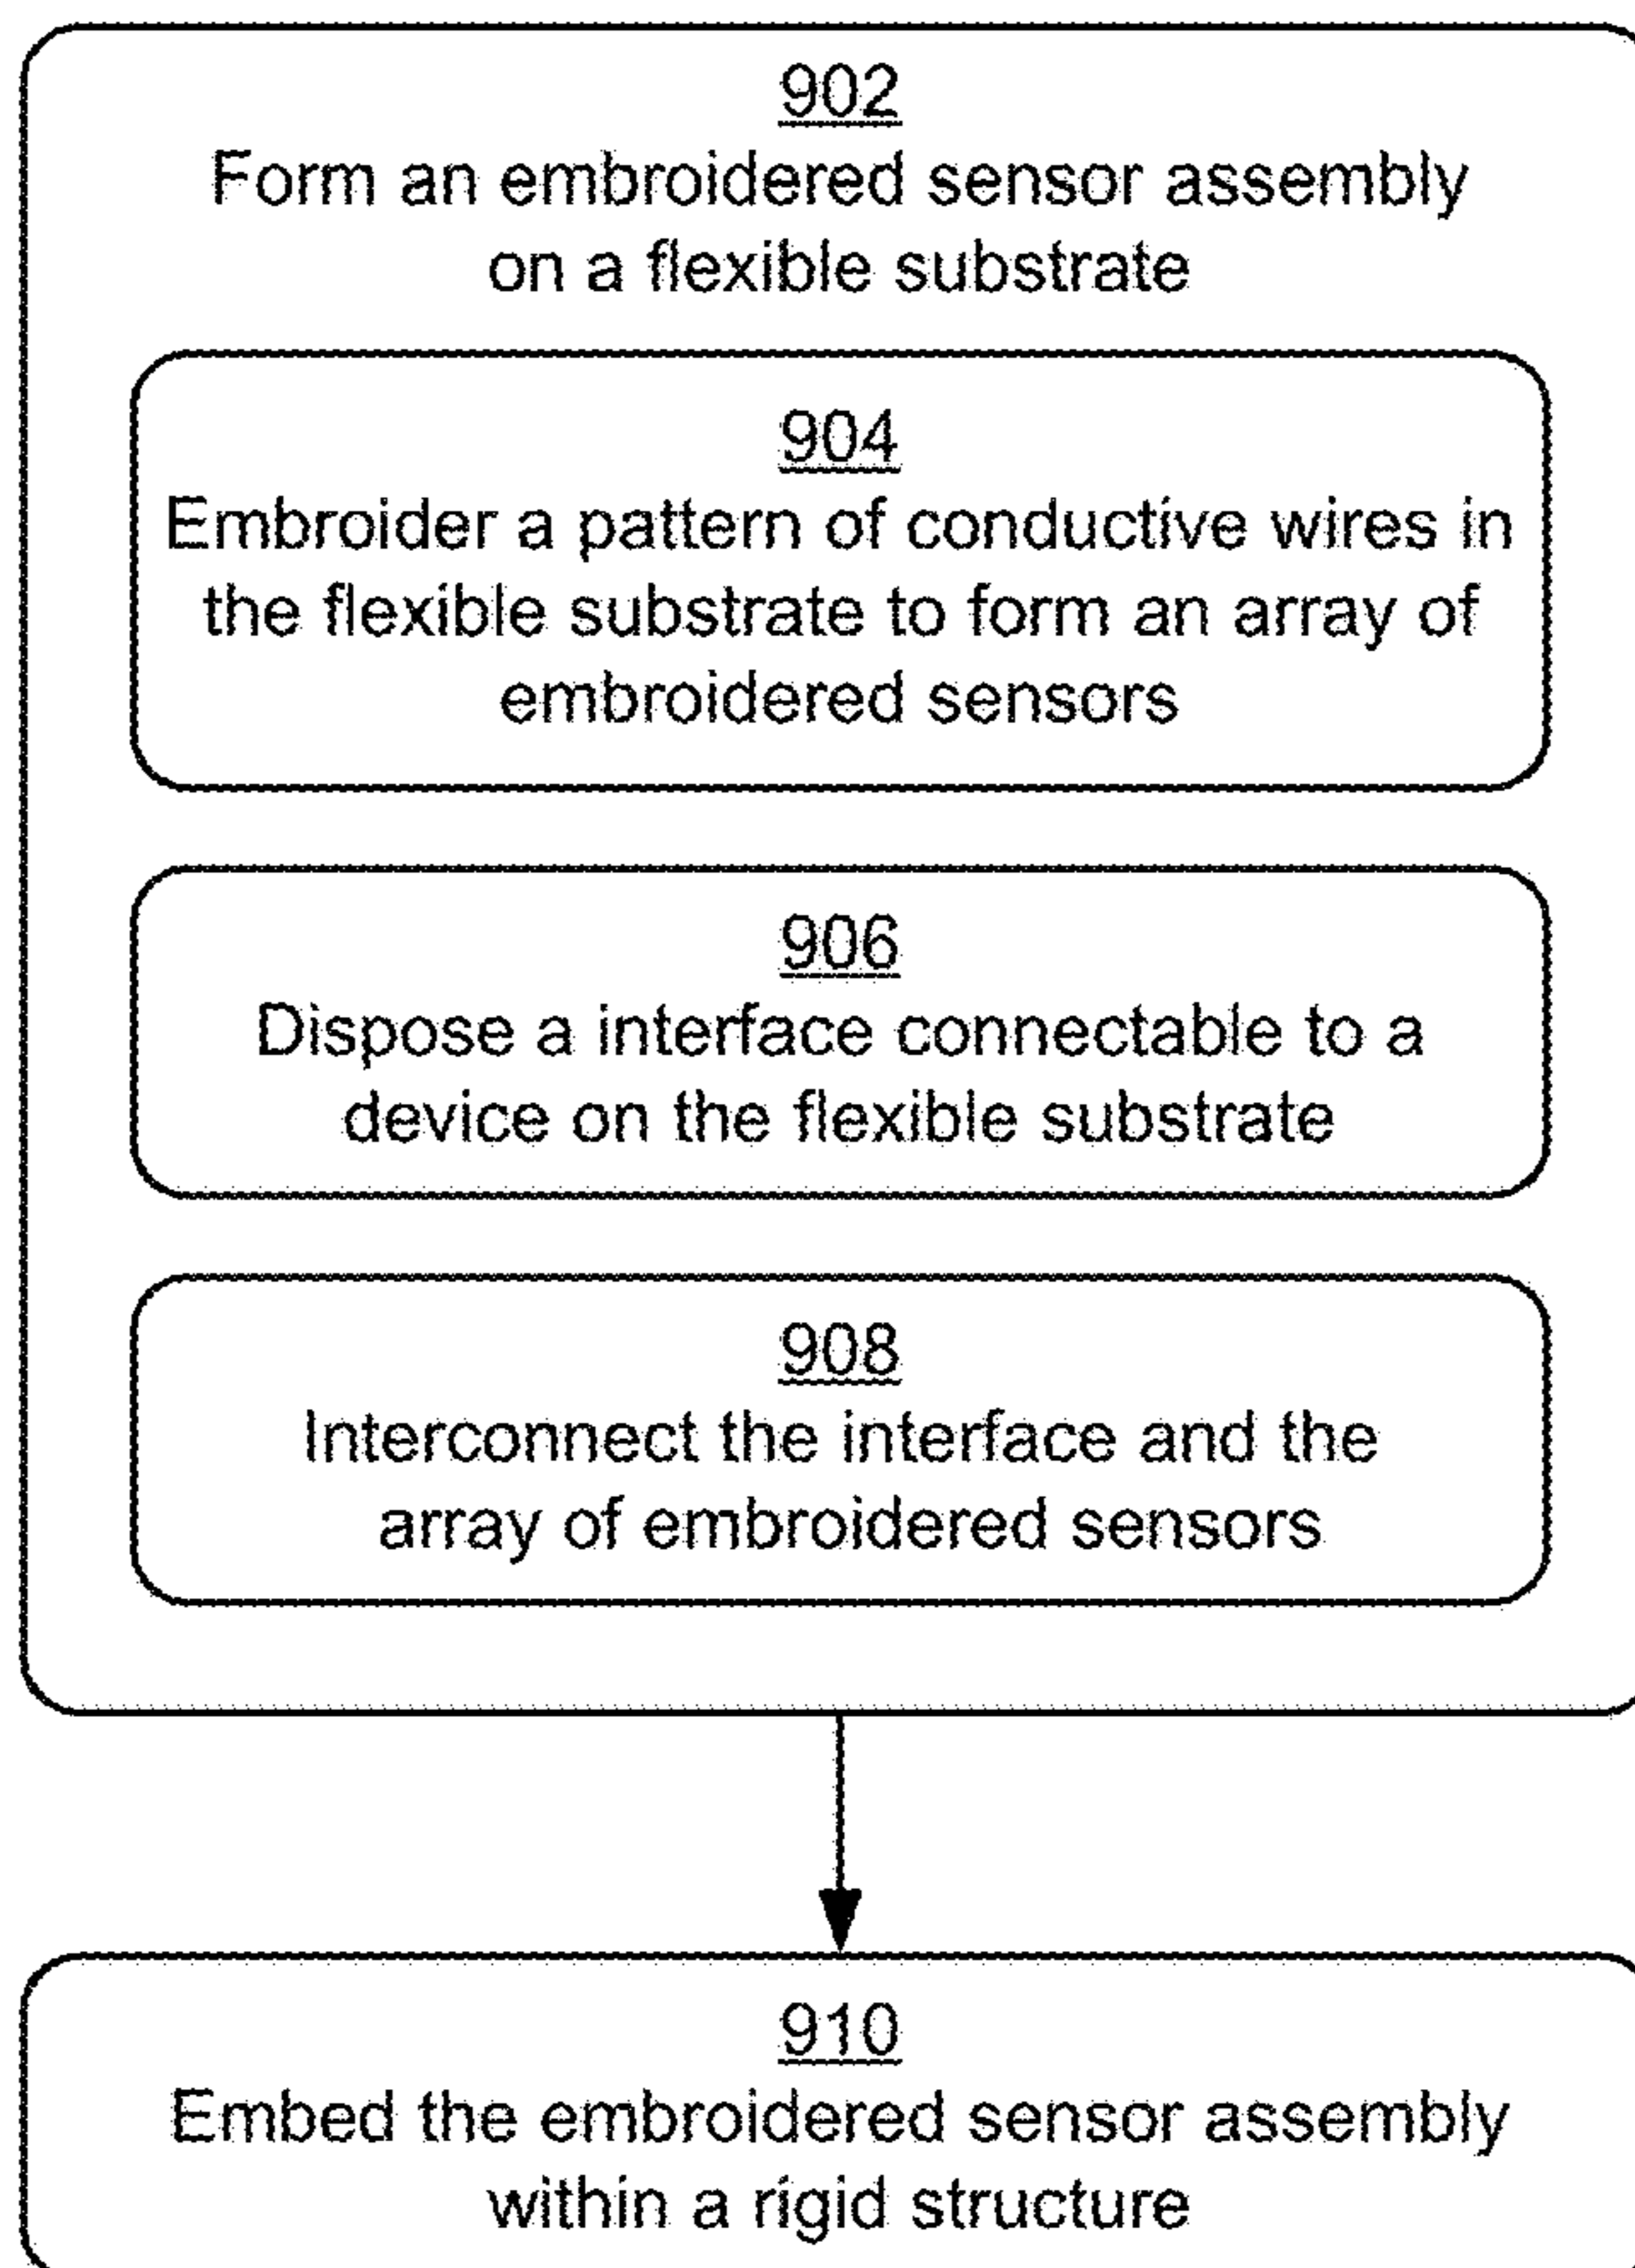 902
Form an embroidered sensor assembly
on a flexible substrate
904
Embroider a pattern of conductive wires in
the flexible substrate to form an array of
embroidered sensors
906
Dispose a interface connectable to a
device on the flexible substrate
908
Interconnect the interface and the
array of embroidered sensors
910
Embed the embroidered sensor assembly
within a rigid structure